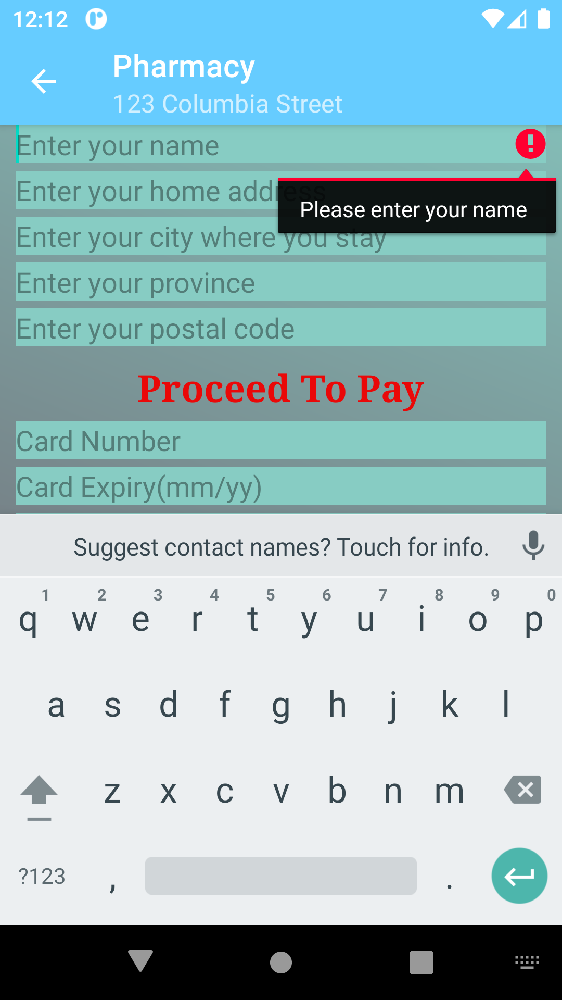 12:12
Pharmacy
123 Columbia Street
Enter your name
Enter your home address
Please enter your name
Enter your city where you stay
Enter your province
Enter your postal code
Proceed To Pay
Card Number
Card Expiry(mm/yy)
Suggest contact names? Touch for info.
1 2 3 4 5 6 7 8 9 0
q w e r t y u i o p
a s d f g h j k l
z x c v b n m
?123 , .